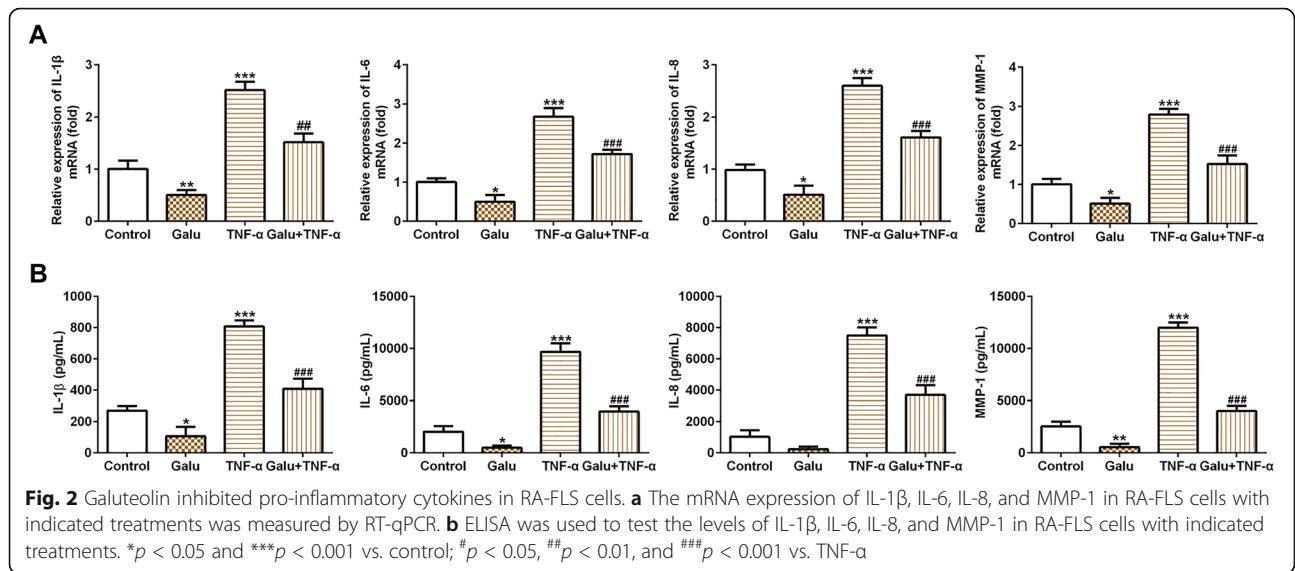 A
Relative expression of IL-1β
mRNA (fold)
3
2
1
0
***
##
**
Control Galu TNF-α Galu+TNF-α
Relative expression of IL-6
mRNA (fold)
4
3
2
1
0
***
###
*
Control Galu TNF-α Galu+TNF-α
Relative expression of IL-8
mRNA (fold)
3
2
1
0
***
###
*
Control Galu TNF-α Galu+TNF-α
Relative expression of MMP-1
mRNA (fold)
4
3
2
1
0
***
###
*
Control Galu TNF-α Galu+TNF-α
B
IL-1β (pg/mL)
1000
800
600
400
200
0
***
###
*
Control Galu TNF-α Galu+TNF-α
IL-6 (pg/mL)
15000
10000
5000
0
***
###
*
Control Galu TNF-α Galu+TNF-α
IL-8 (pg/mL)
10000
8000
6000
4000
2000
0
***
###
Control Galu TNF-α Galu+TNF-α
MMP-1 (pg/mL)
15000
10000
5000
0
***
###
**
Control Galu TNF-α Galu+TNF-α
Fig. 2 Galuteolin inhibited pro-inflammatory cytokines in RA-FLS cells. a The mRNA expression of IL-1β, IL-6, IL-8, and MMP-1 in RA-FLS cells with
indicated treatments was measured by RT-qPCR. b ELISA was used to test the levels of IL-1β, IL-6, IL-8, and MMP-1 in RA-FLS cells with indicated
treatments. *p < 0.05 and ***p < 0.001 vs. control; #p < 0.05, ##p < 0.01, and ###p < 0.001 vs. TNF-α